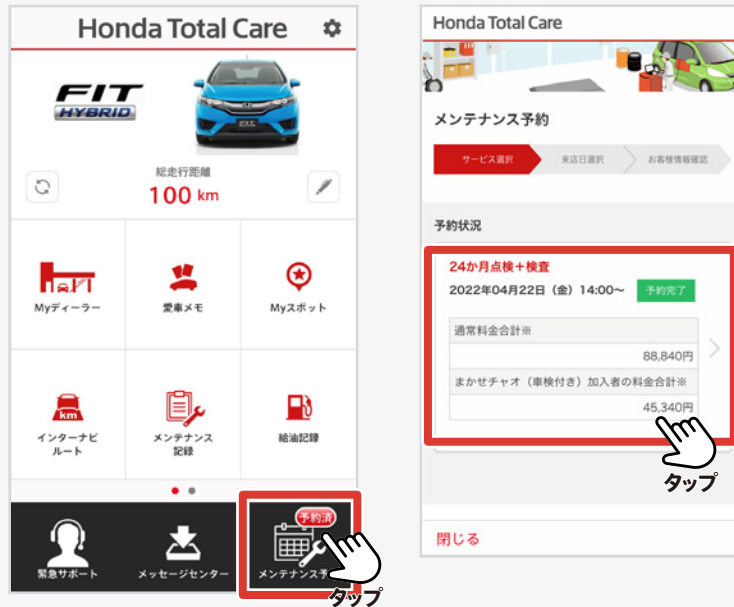 Honda Total Care
FIT
HYBRID
総走行距離
100 km
Myディーラー
愛車メモ
Myスポット
km
インターナビ
ルート
メンテナンス
記録
給油記録
緊急サポート
メッセージセンター
予約済
メンテナンス予
タップ
Honda Total Care
メンテナンス予約
サービス選択
来店日選択
お客様情報確認
予約状況
24か月点検+検査
2022年04月22日（金）14:00〜
予約完了
通常料金合計※
88,840円
まかせチャオ（車検付き）加入者の料金合計※
45,340円
タップ
閉じる